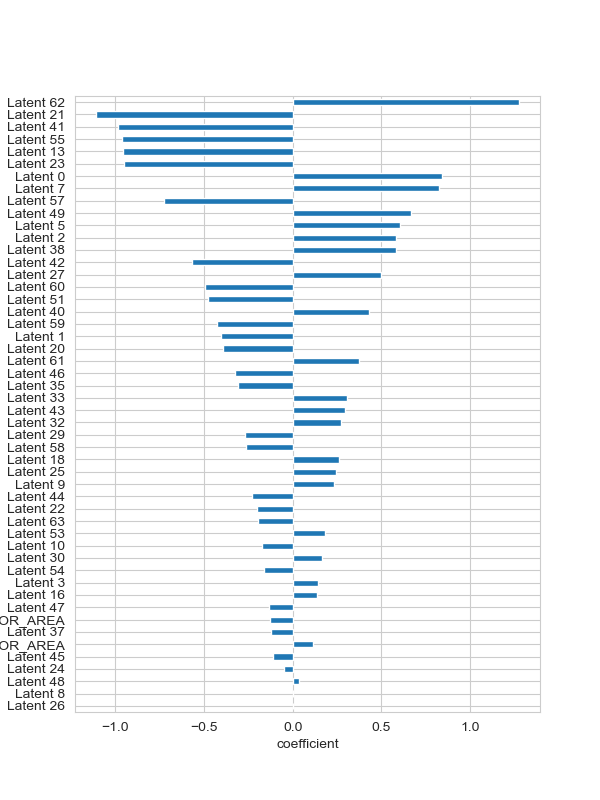 Latent 62
Latent 21
Latent 41
Latent 55
Latent 13
Latent 23
Latent 0
Latent 7
Latent 57
Latent 49
Latent 5
Latent 2
Latent 38
Latent 42
Latent 27
Latent 60
Latent 51
Latent 40
Latent 59
Latent 1
Latent 20
Latent 61
Latent 46
Latent 35
Latent 33
Latent 43
Latent 32
Latent 29
Latent 58
Latent 18
Latent 25
Latent 9
Latent 44
Latent 22
Latent 63
Latent 53
Latent 10
Latent 30
Latent 54
Latent 3
Latent 16
Latent 47
OR_AREA
Latent 37
OR_AREA
Latent 45
Latent 24
Latent 48
Latent 8
Latent 26
−1.0 −0.5 0.0 0.5 1.0
coefficient